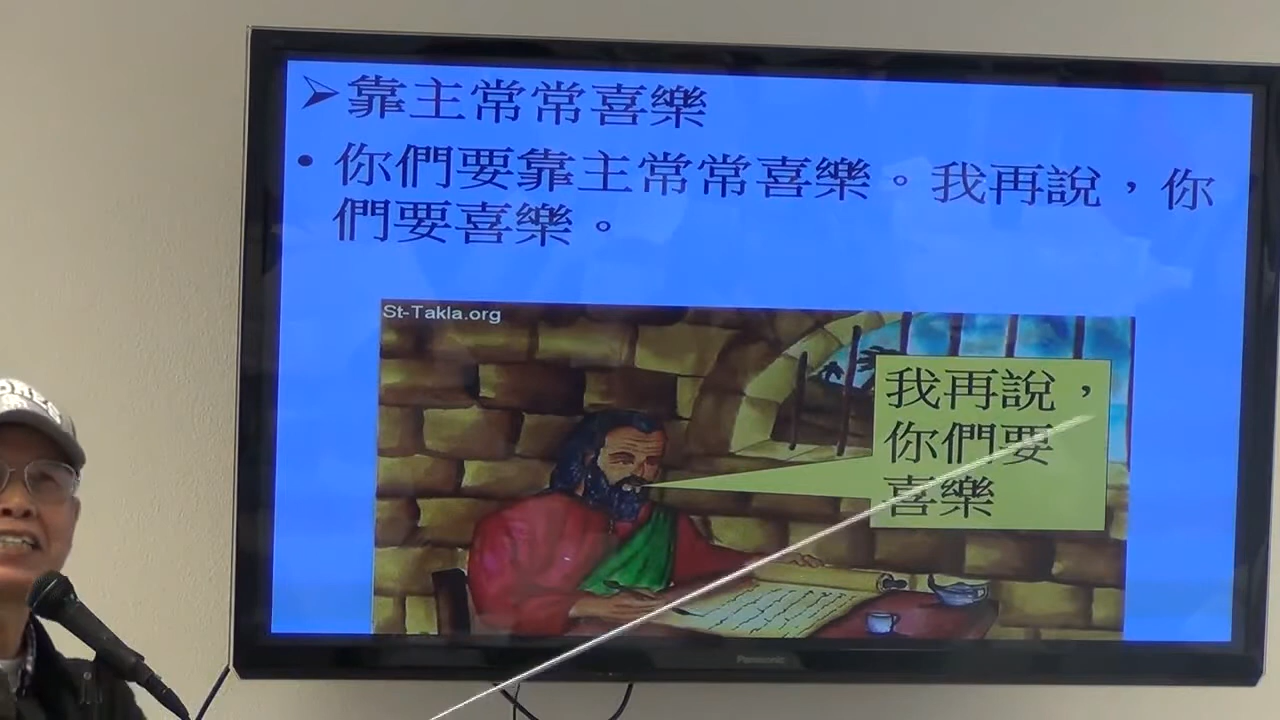 ➢靠主常常喜樂
• 你們要靠主常常喜樂。我再說，你
們要喜樂。
St-Takla.org
我再說，
你們要
喜樂
Panasonic